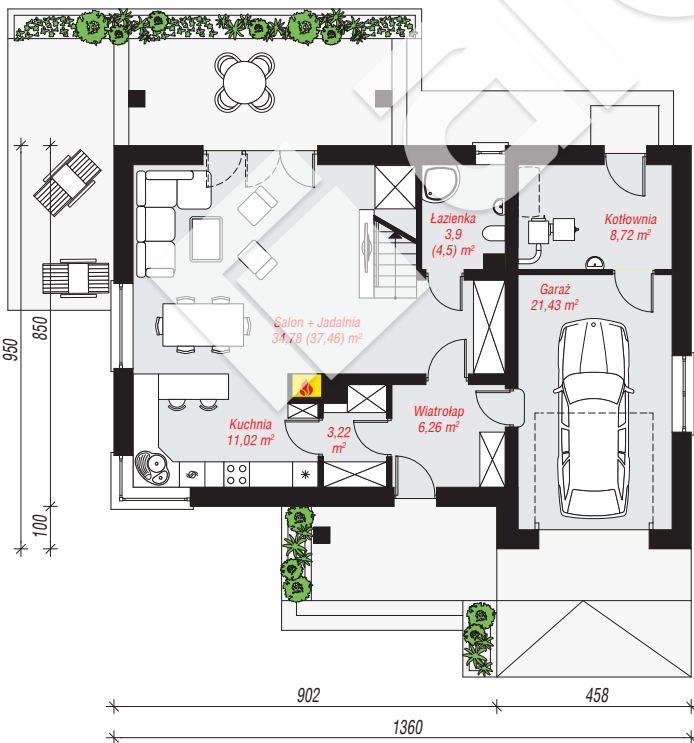 Łazienka
3,9
(4,5) m²
Kotłownia
8,72 m²
Garaż
21,43 m²
Salon + Jadalnia
34,78 (37,46) m²
Kuchnia
11,02 m²
3,22
m²
Wiatrołap
6,26 m²
950
850
100
902
458
1360